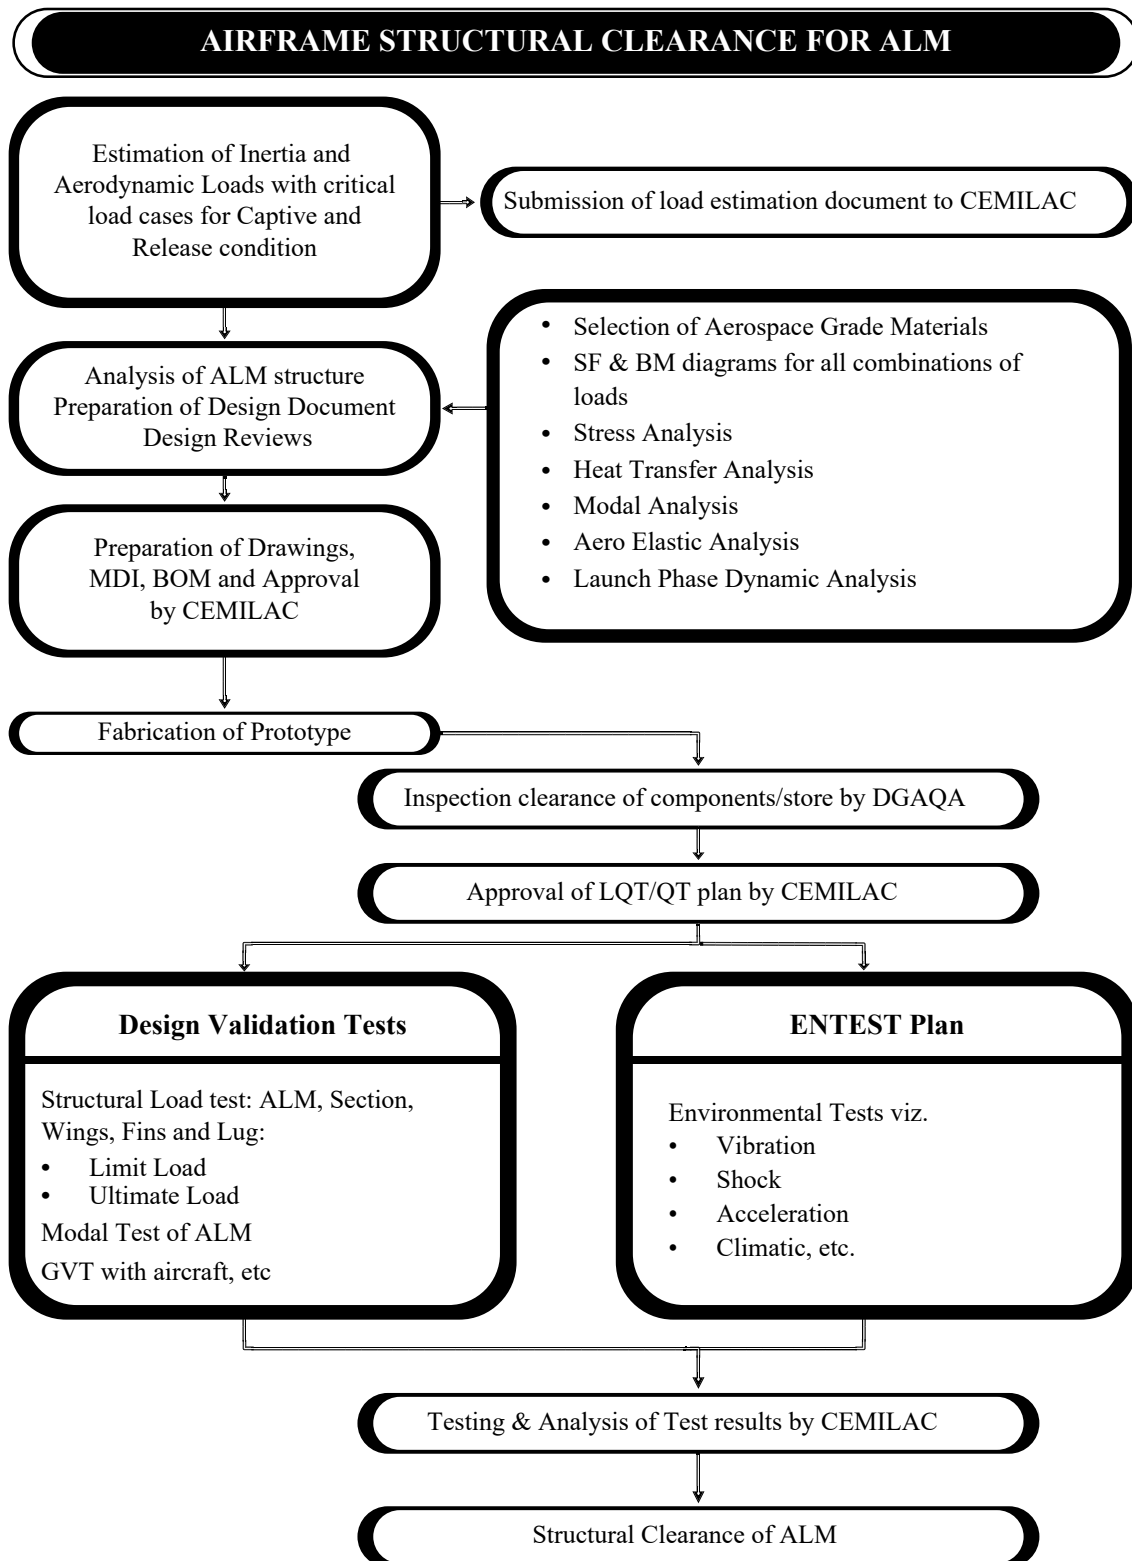 AIRFRAME STRUCTURAL CLEARANCE FOR ALM
Estimation of Inertia and
Aerodynamic Loads with critical
load cases for Captive and
Release condition
Submission of load estimation document to CEMILAC
Analysis of ALM structure
Preparation of Design Document
Design Reviews
• Selection of Aerospace Grade Materials
• SF & BM diagrams for all combinations of
loads
• Stress Analysis
• Heat Transfer Analysis
• Modal Analysis
• Aero Elastic Analysis
• Launch Phase Dynamic Analysis
Preparation of Drawings,
MDI, BOM and Approval
by CEMILAC
Fabrication of Prototype
Inspection clearance of components/store by DGAQA
Approval of LQT/QT plan by CEMILAC
Design Validation Tests
Structural Load test: ALM, Section,
Wings, Fins and Lug:
• Limit Load
• Ultimate Load
Modal Test of ALM
GVT with aircraft, etc
ENTEST Plan
Environmental Tests viz.
• Vibration
• Shock
• Acceleration
• Climatic, etc.
Testing & Analysis of Test results by CEMILAC
Structural Clearance of ALM